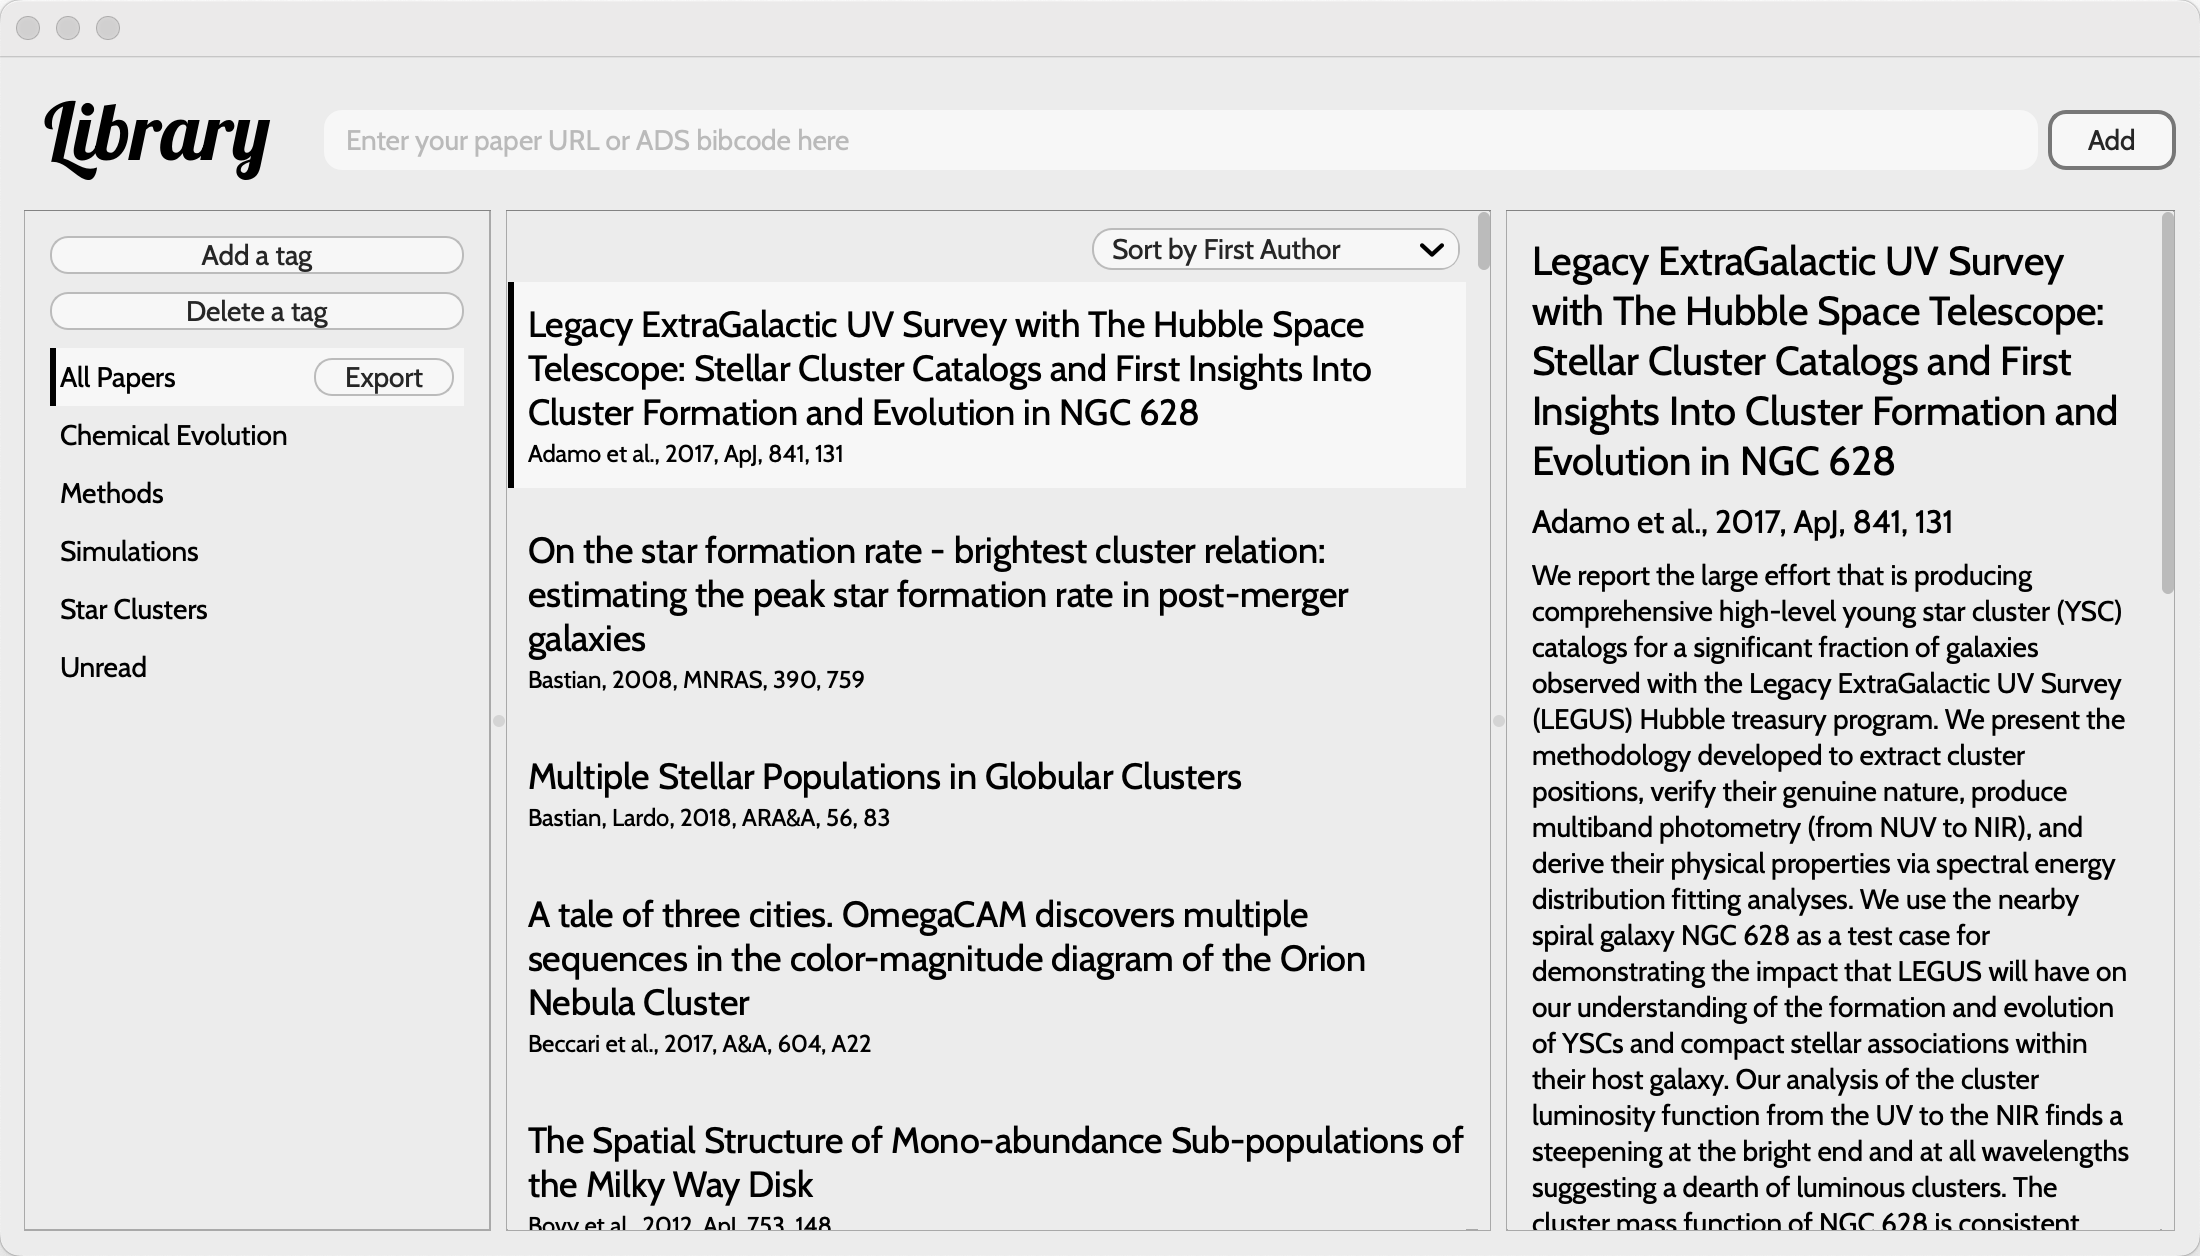 Library
Enter your paper URL or ADS bibcode here
Add
Add a tag
Delete a tag
All Papers
Export
Chemical Evolution
Methods
Simulations
Star Clusters
Unread
Sort by First Author
Legacy ExtraGalactic UV Survey with The Hubble Space
Telescope: Stellar Cluster Catalogs and First Insights Into
Cluster Formation and Evolution in NGC 628
Adamo et al., 2017, ApJ, 841, 131
On the star formation rate - brightest cluster relation:
estimating the peak star formation rate in post-merger
galaxies
Bastian, 2008, MNRAS, 390, 759
Multiple Stellar Populations in Globular Clusters
Bastian, Lardo, 2018, ARA&A, 56, 83
A tale of three cities. OmegaCAM discovers multiple
sequences in the color-magnitude diagram of the Orion
Nebula Cluster
Beccari et al., 2017, A&A, 604, A22
The Spatial Structure of Mono-abundance Sub-populations of
the Milky Way Disk
Bovy et al., 2012, ApJ, 753, 148
Legacy ExtraGalactic UV Survey
with The Hubble Space Telescope:
Stellar Cluster Catalogs and First
Insights Into Cluster Formation and
Evolution in NGC 628
Adamo et al., 2017, ApJ, 841, 131
We report the large effort that is producing
comprehensive high-level young star cluster (YSC)
catalogs for a significant fraction of galaxies
observed with the Legacy ExtraGalactic UV Survey
(LEGUS) Hubble treasury program. We present the
methodology developed to extract cluster
positions, verify their genuine nature, produce
multiband photometry (from NUV to NIR), and
derive their physical properties via spectral energy
distribution fitting analyses. We use the nearby
spiral galaxy NGC 628 as a test case for
demonstrating the impact that LEGUS will have on
our understanding of the formation and evolution
of YSCs and compact stellar associations within
their host galaxy. Our analysis of the cluster
luminosity function from the UV to the NIR finds a
steepening at the bright end and at all wavelengths
suggesting a dearth of luminous clusters. The
cluster mass function of NGC 628 is consistent